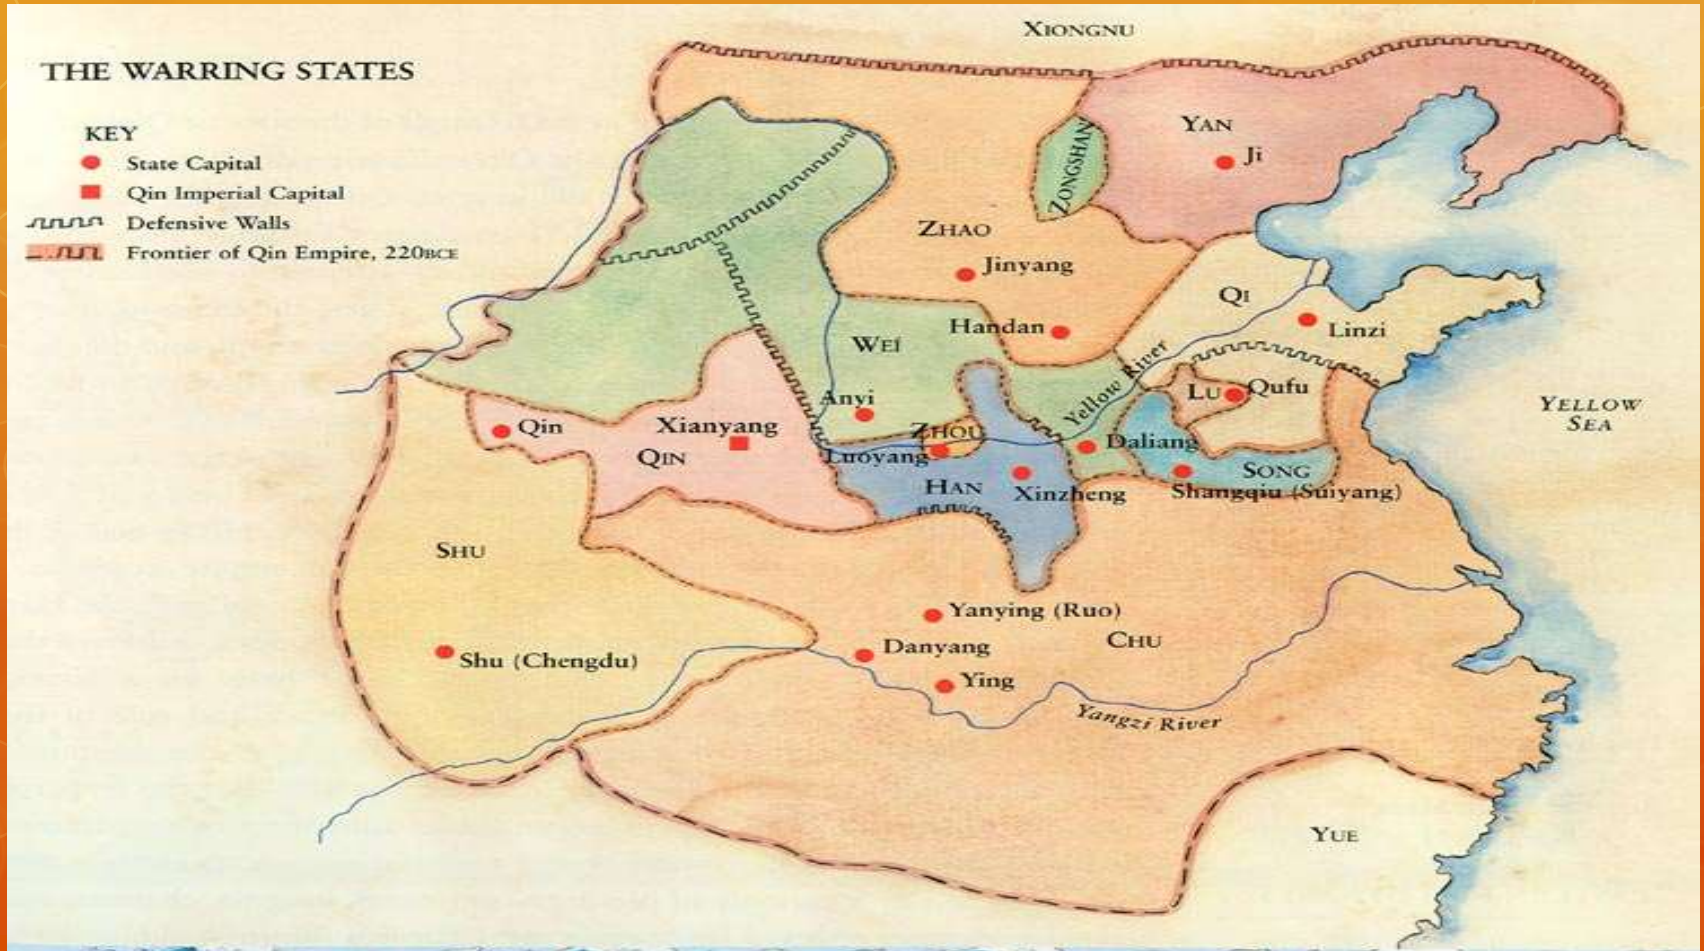 XIONGNU
THE WARRING STATES
KEY
State Capital
Qin Imperial Capital
Defensive Walls
Frontier of Qin Empire, 220BCE
YAN
Ji
ZONGSHAN
ZHAO
Jinyang
Handan
QI
Linzi
WEI
Yellow River
LU
Qufu
YELLOW
SEA
Anyi
Qin
Xianyang
QIN
ZHOU
Luoyang
Daliang
HAN
Xinzheng
SONG
Shangqiu (Suiyang)
SHU
Shu (Chengdu)
Yanying (Ruo)
Danyang
CHU
Ying
Yangzi River
YUE